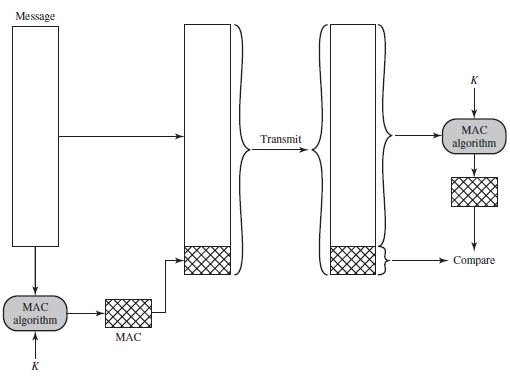 Message
K
Transmit
MAC
algorithm
Compare
MAC
algorithm
MAC
K